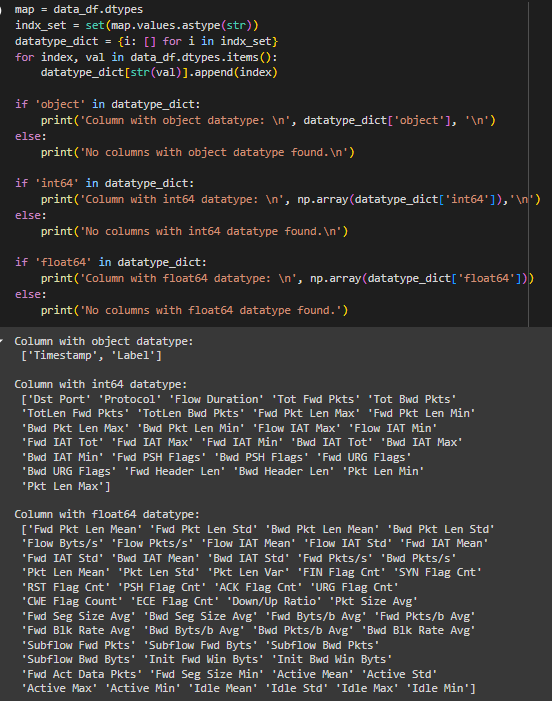 map = data_df.dtypes
indx_set = set(map.values.astype(str))
datatype_dict = {i: [] for i in indx_set}
for index, val in data_df.dtypes.items():
    datatype_dict[str(val)].append(index)

if 'object' in datatype_dict:
    print('Column with object datatype: \n', datatype_dict['object'], '\n')
else:
    print('No columns with object datatype found.\n')

if 'int64' in datatype_dict:
    print('Column with int64 datatype: \n', np.array(datatype_dict['int64']),'\n')
else:
    print('No columns with int64 datatype found.\n')

if 'float64' in datatype_dict:
    print('Column with float64 datatype: \n', np.array(datatype_dict['float64']))
else:
    print('No columns with float64 datatype found.')

Column with object datatype:
 ['Timestamp', 'Label']

Column with int64 datatype:
 ['Dst Port' 'Protocol' 'Flow Duration' 'Tot Fwd Pkts' 'Tot Bwd Pkts'
 'TotLen Fwd Pkts' 'TotLen Bwd Pkts' 'Fwd Pkt Len Max' 'Fwd Pkt Len Min'
 'Bwd Pkt Len Max' 'Bwd Pkt Len Min' 'Flow IAT Max' 'Flow IAT Min'
 'Fwd IAT Tot' 'Fwd IAT Max' 'Fwd IAT Min' 'Bwd IAT Tot' 'Bwd IAT Max'
 'Bwd IAT Min' 'Fwd PSH Flags' 'Bwd PSH Flags' 'Fwd URG Flags'
 'Bwd URG Flags' 'Fwd Header Len' 'Bwd Header Len' 'Pkt Len Min'
 'Pkt Len Max']

Column with float64 datatype:
 ['Fwd Pkt Len Mean' 'Fwd Pkt Len Std' 'Bwd Pkt Len Mean' 'Bwd Pkt Len Std'
 'Flow Byts/s' 'Flow Pkts/s' 'Flow IAT Mean' 'Flow IAT Std' 'Fwd IAT Mean'
 'Fwd IAT Std' 'Bwd IAT Mean' 'Bwd IAT Std' 'Fwd Pkts/s' 'Bwd Pkts/s'
 'Pkt Len Mean' 'Pkt Len Std' 'Pkt Len Var' 'FIN Flag Cnt' 'SYN Flag Cnt'
 'RST Flag Cnt' 'PSH Flag Cnt' 'ACK Flag Cnt' 'URG Flag Cnt'
 'CWE Flag Count' 'ECE Flag Cnt' 'Down/Up Ratio' 'Pkt Size Avg'
 'Fwd Seg Size Avg' 'Bwd Seg Size Avg' 'Fwd Byts/b Avg' 'Fwd Pkts/b Avg'
 'Fwd Blk Rate Avg' 'Bwd Byts/b Avg' 'Bwd Pkts/b Avg' 'Bwd Blk Rate Avg'
 'Subflow Fwd Pkts' 'Subflow Fwd Byts' 'Subflow Bwd Pkts'
 'Subflow Bwd Byts' 'Init Fwd Win Byts' 'Init Bwd Win Byts'
 'Fwd Act Data Pkts' 'Fwd Seg Size Min' 'Active Mean' 'Active Std'
 'Active Max' 'Active Min' 'Idle Mean' 'Idle Std' 'Idle Max' 'Idle Min']